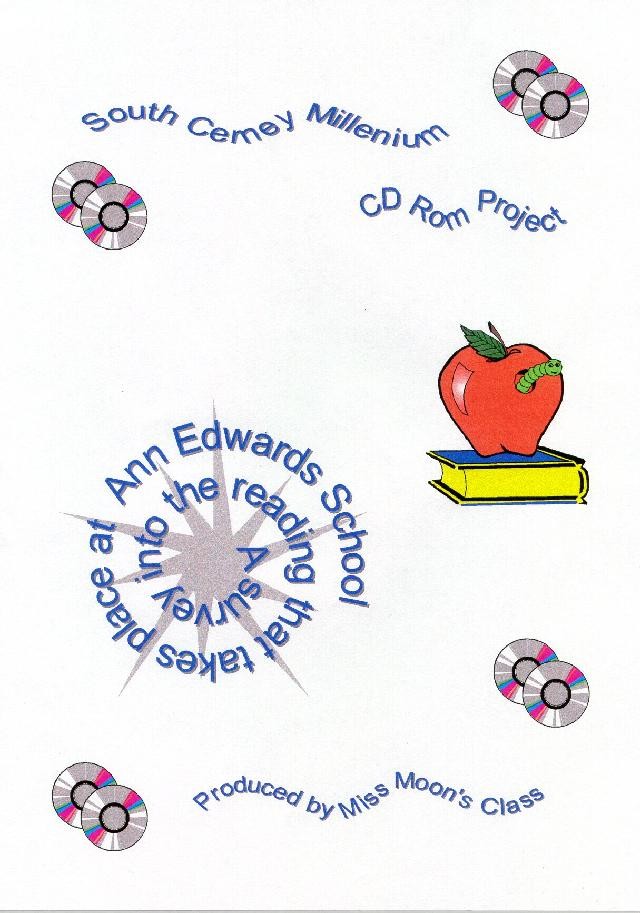 South Cerney Millenium
CD Rom Project
A survey into the reading that takes place at Ann Edwards School
Produced by Miss Moon's Class